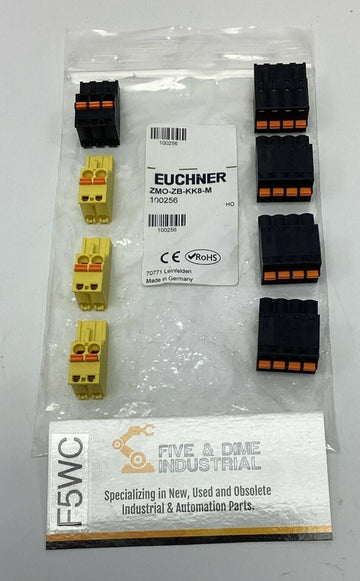 100256
EUCHNER
ZMO-ZB-KK8-M
100256
HO
100256
CE ✓RoHS
70771 Leinfelden
Made in Germany
F5WC
FIVE & DIME
INDUSTRIAL
Specializing in New, Used and Obsolete
Industrial & Automation Parts.